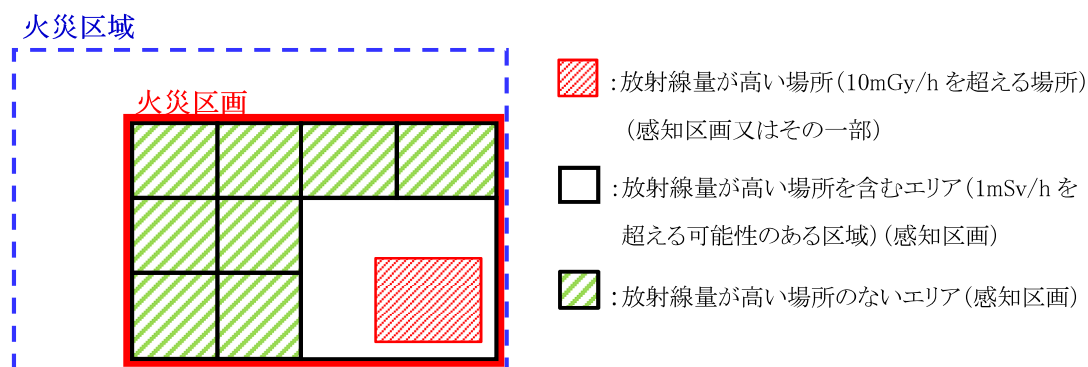 火災区域
火災区画
：放射線量が高い場所（10mGy/h を超える場所）
（感知区画又はその一部）
：放射線量が高い場所を含むエリア（1mSv/h を
超える可能性のある区域）（感知区画）
：放射線量が高い場所のないエリア（感知区画）